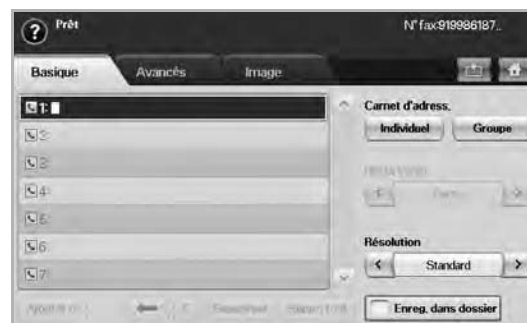 Prêt N° fax:919986187..
Basique Avancés Image
1:
2:
3:
4:
5:
6:
7:
Carnet d'adress.
Individuel Groupe
Résolution
Standard
Enreg. dans dossier